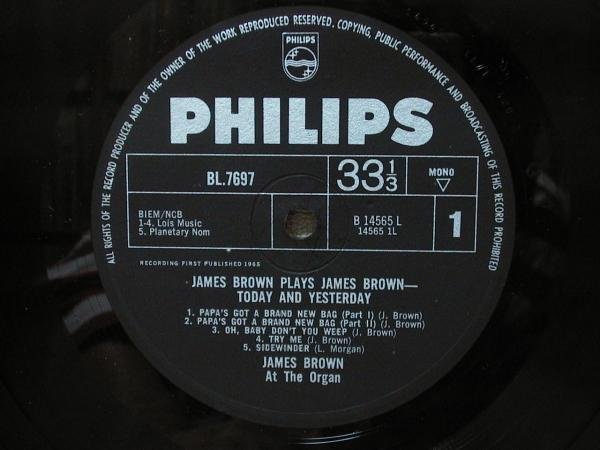 ALL RIGHTS OF THE RECORD PRODUCER AND OF THE OWNER OF THE WORK REPRODUCED RESERVED. COPYING, PUBLIC PERFORMANCE AND BROADCASTING OF THIS RECORD PROHIBITED
PHILIPS
PHILIPS
BL.7697
33 1/3
MONO
BIEM/NCB
1-4. Lois Music
5. Planetary Nom
B 14565 L
14565 1L
1
RECORDING FIRST PUBLISHED 1965
JAMES BROWN PLAYS JAMES BROWN—
TODAY AND YESTERDAY
1. PAPA'S GOT A BRAND NEW BAG (Part I) (J. Brown)
2. PAPA'S GOT A BRAND NEW BAG (Part II) (J. Brown)
3. OH, BABY DON'T YOU WEEP (J. Brown)
4. TRY ME (J. Brown)
5. SIDEWINDER (L. Morgan)
JAMES BROWN
At The Organ